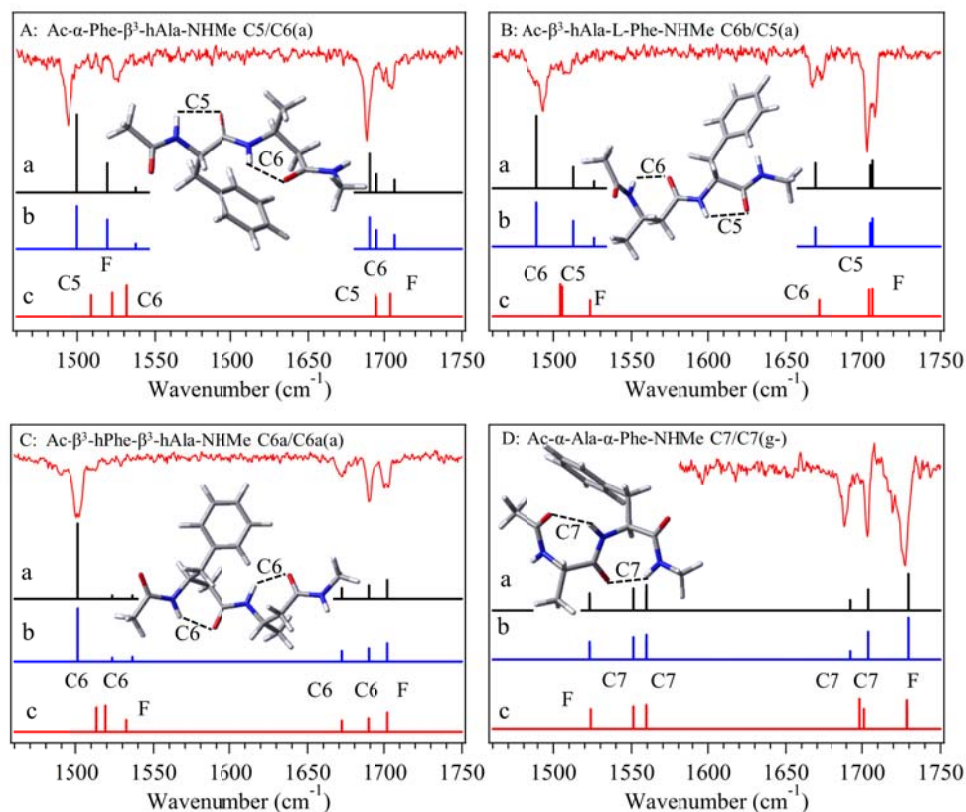 A: Ac-α-Phe-β³-hAla-NHMe C5/C6(a)
C5
C6
a
b
F
C6
C5
C6
C5
F
c
1500 1550 1600 1650 1700 1750
Wavenumber (cm⁻¹)
B: Ac-β³-hAla-L-Phe-NHMe C6b/C5(a)
C6
C5
a
b
C5
C6 C5
F
C6
F
c
1500 1550 1600 1650 1700 1750
Wavenumber (cm⁻¹)
C: Ac-β³-hPhe-β³-hAla-NHMe C6a/C6a(a)
C6
C6
a
b
C6 C6
F
C6 C6 F
c
1500 1550 1600 1650 1700 1750
Wavenumber (cm⁻¹)
D: Ac-α-Ala-α-Phe-NHMe C7/C7(g-)
C7
C7
a
b
F
C7 C7
C7 C7 F
c
1500 1550 1600 1650 1700 1750
Wavenumber (cm⁻¹)